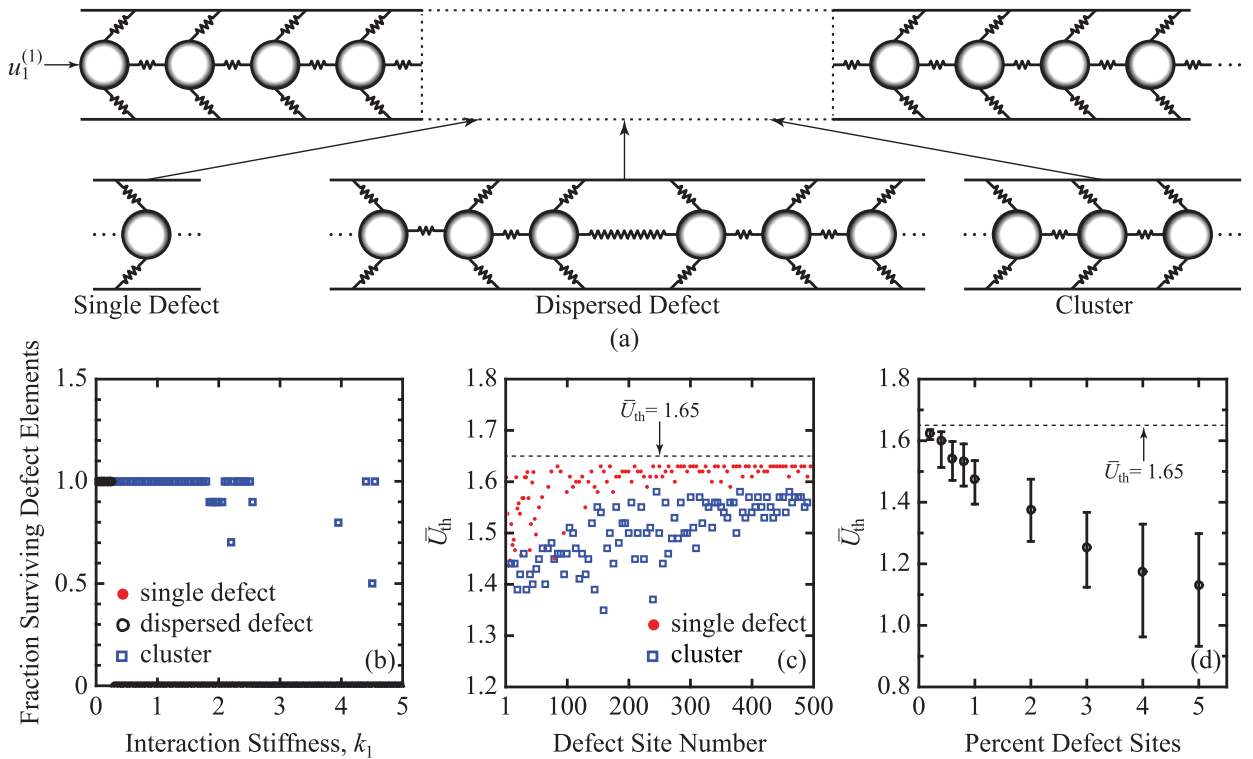 u₁⁽¹⁾
Single Defect
Dispersed Defect
Cluster
(a)
Fraction Surviving Defect Elements
1.5
1.0
0.5
0
0 1 2 3 4 5
single defect
dispersed defect
cluster
(b)
Interaction Stiffness, k₁
Ūth
1.8
1.7
1.6
1.5
1.4
1.3
1.2
Ūth = 1.65
1 100 200 300 400 500
single defect
cluster
(c)
Defect Site Number
Ūth
1.8
1.6
1.4
1.2
1.0
0.8
Ūth = 1.65
0 1 2 3 4 5
(d)
Percent Defect Sites